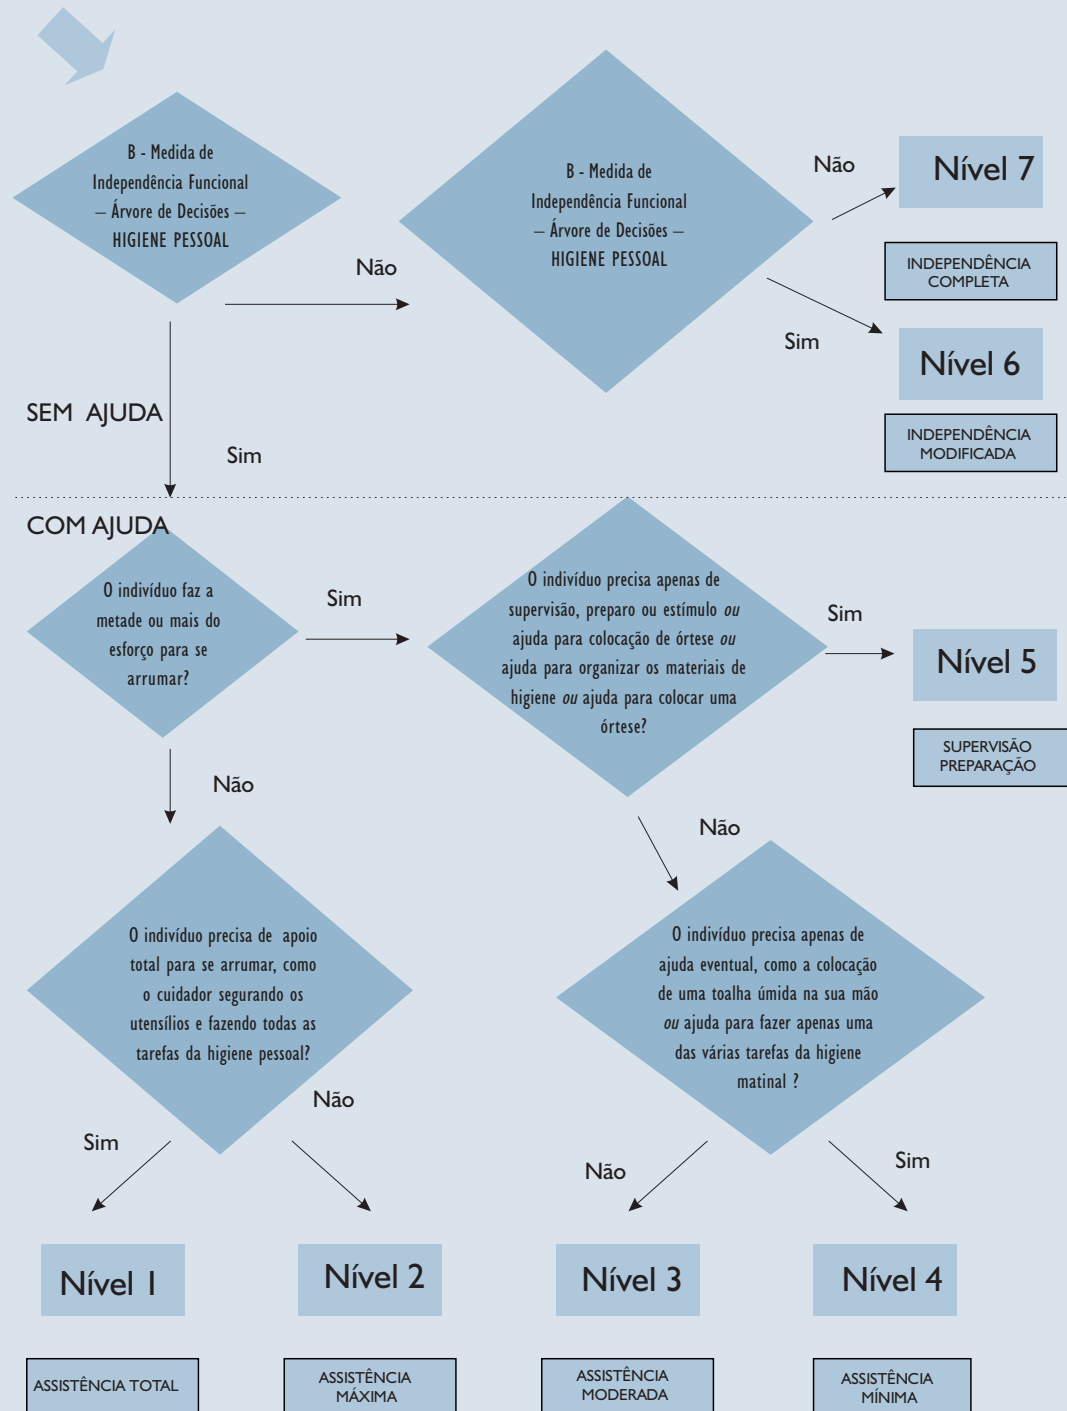 B - Medida de
Independência Funcional
– Árvore de Decisões –
HIGIENE PESSOAL
B - Medida de
Independência Funcional
– Árvore de Decisões –
HIGIENE PESSOAL
Não
Nível 7
INDEPENDÊNCIA
COMPLETA
Não
Sim
Nível 6
INDEPENDÊNCIA
MODIFICADA
SEM AJUDA
Sim
COM AJUDA
O indivíduo faz a
metade ou mais do
esforço para se
arrumar?
Sim
O indivíduo precisa apenas de
supervisão, preparo ou estímulo ou
ajuda para colocação de órtese ou
ajuda para organizar os materiais de
higiene ou ajuda para colocar uma
órtese?
Sim
Nível 5
SUPERVISÃO
PREPARAÇÃO
Não
Não
O indivíduo precisa de apoio
total para se arrumar, como
o cuidador segurando os
utensílios e fazendo todas as
tarefas da higiene pessoal?
O indivíduo precisa apenas de
ajuda eventual, como a colocação
de uma toalha úmida na sua mão
ou ajuda para fazer apenas uma
das várias tarefas da higiene
matinal ?
Sim
Não
Não
Sim
Nível 1
Nível 2
Nível 3
Nível 4
ASSISTÊNCIA TOTAL
ASSISTÊNCIA
MÁXIMA
ASSISTÊNCIA
MODERADA
ASSISTÊNCIA
MÍNIMA